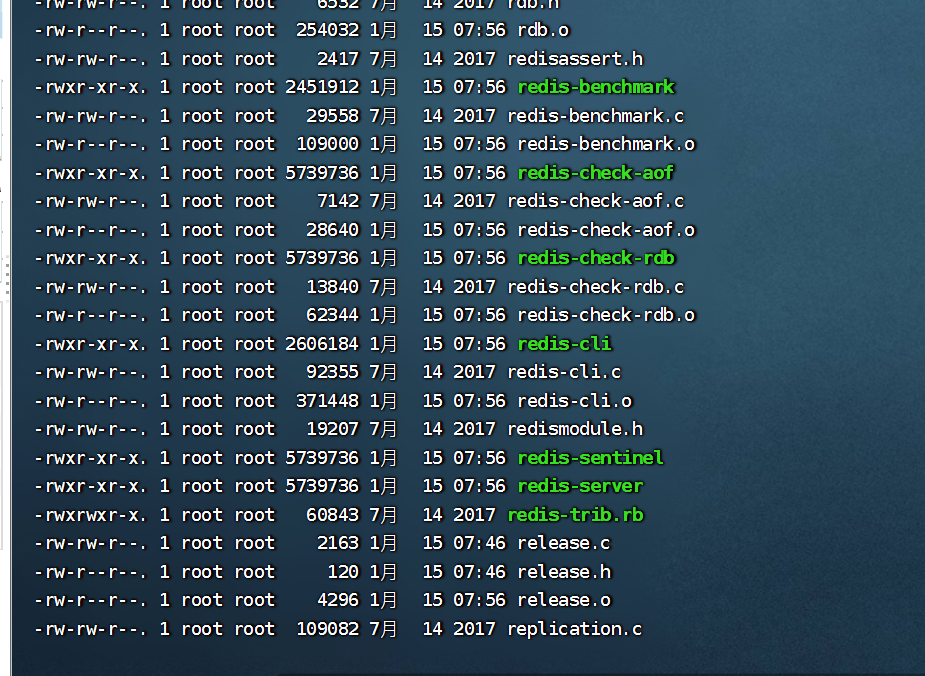 -rw-rw-r--. 1 root root    6532 7月  14 2017 rdb.h
-rw-r--r--. 1 root root  254032 1月  15 07:56 rdb.o
-rw-rw-r--. 1 root root    2417 7月  14 2017 redisassert.h
-rwxr-xr-x. 1 root root 2451912 1月  15 07:56 redis-benchmark
-rw-rw-r--. 1 root root   29558 7月  14 2017 redis-benchmark.c
-rw-r--r--. 1 root root  109000 1月  15 07:56 redis-benchmark.o
-rwxr-xr-x. 1 root root 5739736 1月  15 07:56 redis-check-aof
-rw-rw-r--. 1 root root    7142 7月  14 2017 redis-check-aof.c
-rw-r--r--. 1 root root   28640 1月  15 07:56 redis-check-aof.o
-rwxr-xr-x. 1 root root 5739736 1月  15 07:56 redis-check-rdb
-rw-rw-r--. 1 root root   13840 7月  14 2017 redis-check-rdb.c
-rw-r--r--. 1 root root   62344 1月  15 07:56 redis-check-rdb.o
-rwxr-xr-x. 1 root root 2606184 1月  15 07:56 redis-cli
-rw-rw-r--. 1 root root   92355 7月  14 2017 redis-cli.c
-rw-r--r--. 1 root root  371448 1月  15 07:56 redis-cli.o
-rw-rw-r--. 1 root root   19207 7月  14 2017 redismodule.h
-rwxr-xr-x. 1 root root 5739736 1月  15 07:56 redis-sentinel
-rwxr-xr-x. 1 root root 5739736 1月  15 07:56 redis-server
-rwxrwxr-x. 1 root root   60843 7月  14 2017 redis-trib.rb
-rw-rw-r--. 1 root root    2163 1月  15 07:46 release.c
-rw-r--r--. 1 root root     120 1月  15 07:46 release.h
-rw-r--r--. 1 root root    4296 1月  15 07:56 release.o
-rw-rw-r--. 1 root root  109082 7月  14 2017 replication.c